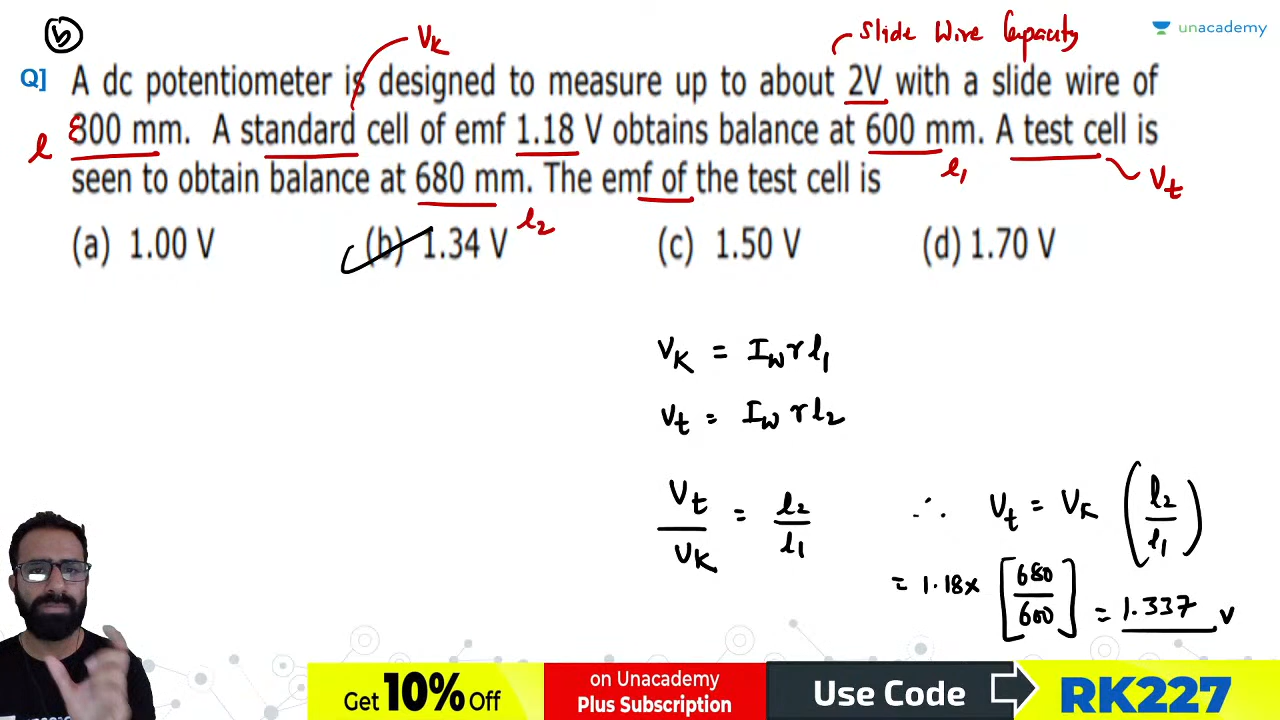 (b)
Slide Wire Capacity
unacademy
VK
Q] A dc potentiometer is designed to measure up to about 2V with a slide wire of
800 mm. A standard cell of emf 1.18 V obtains balance at 600 mm. A test cell is
l
l1
Vt
seen to obtain balance at 680 mm. The emf of the test cell is
l2
(a) 1.00 V (b) 1.34 V (c) 1.50 V (d) 1.70 V
VK = Iw r l1
Vt = Iw r l2
Vt/VK = l2/l1 ∴ Vt = VK (l2/l1)
= 1.18x [680/600] = 1.337 V
Get 10% Off
on Unacademy
Plus Subscription
Use Code
RK227